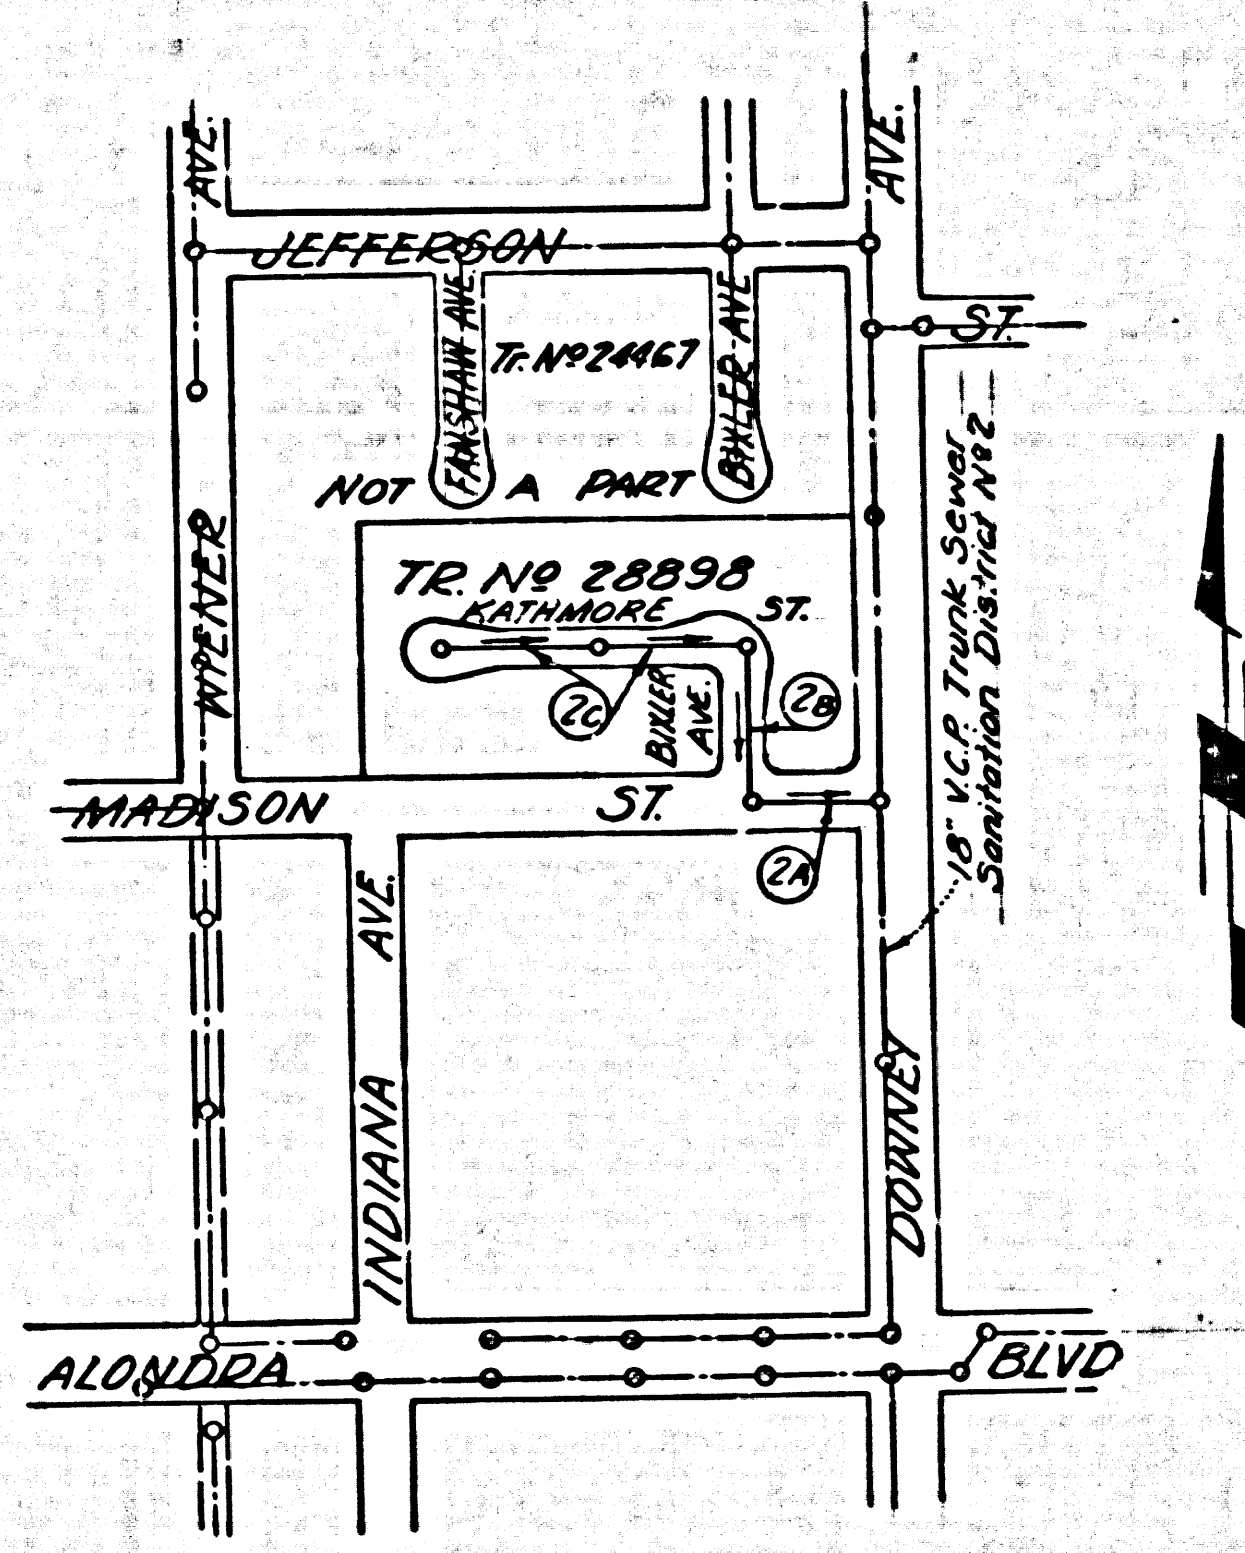 AVE.
AVE.
JEFFERSON
ST.
FANSHAW AVE.
Tr. Nº 24467
BIXLER AVE
NOT A PART
TR. Nº 28898
KATHMORE ST.
WIPENER
2C
BIXLER
AVE.
2B
18" V.C.P. Trunk Sewer
Sanitation District Nº 2
MADISON ST.
2A
AVE.
INDIANA
DOWNEY
ALONDRA BLVD